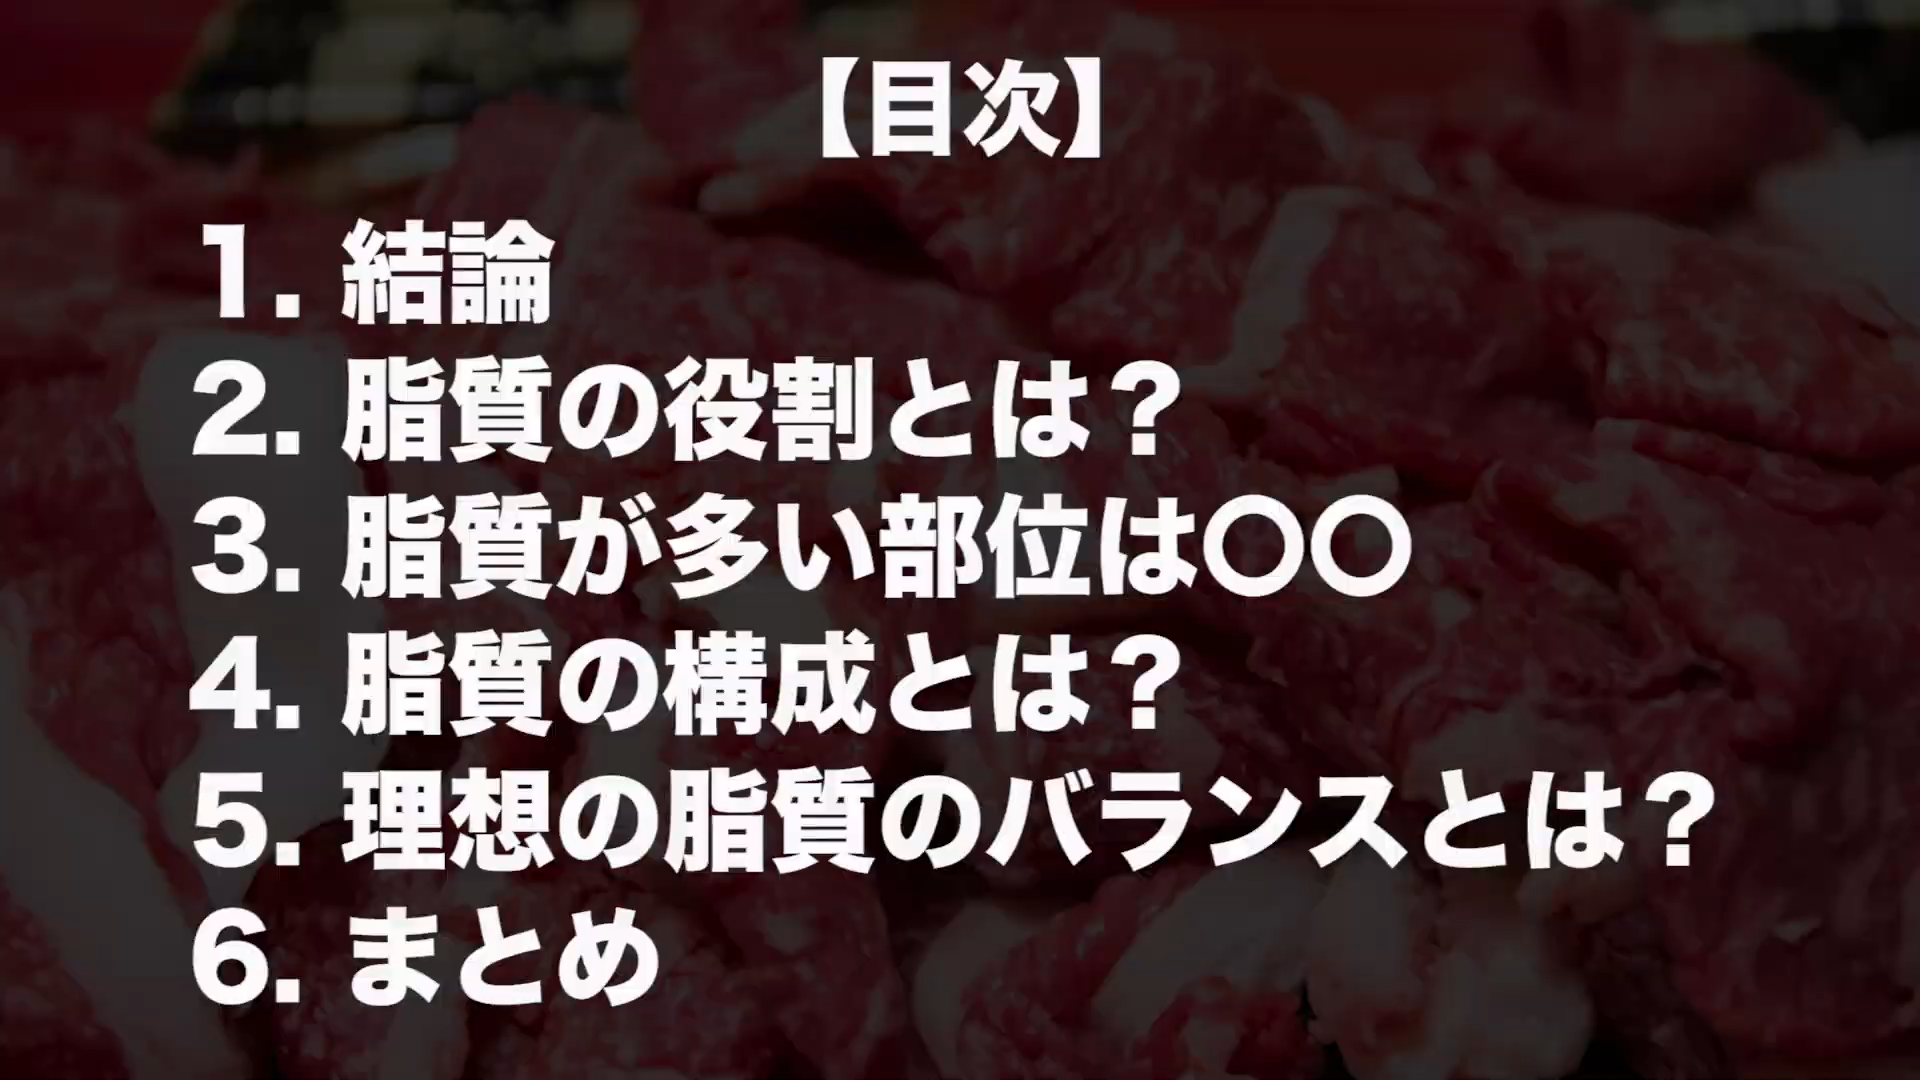 【目次】
1. 結論
2. 脂質の役割とは？
3. 脂質が多い部位は〇〇
4. 脂質の構成とは？
5. 理想の脂質のバランスとは？
6. まとめ